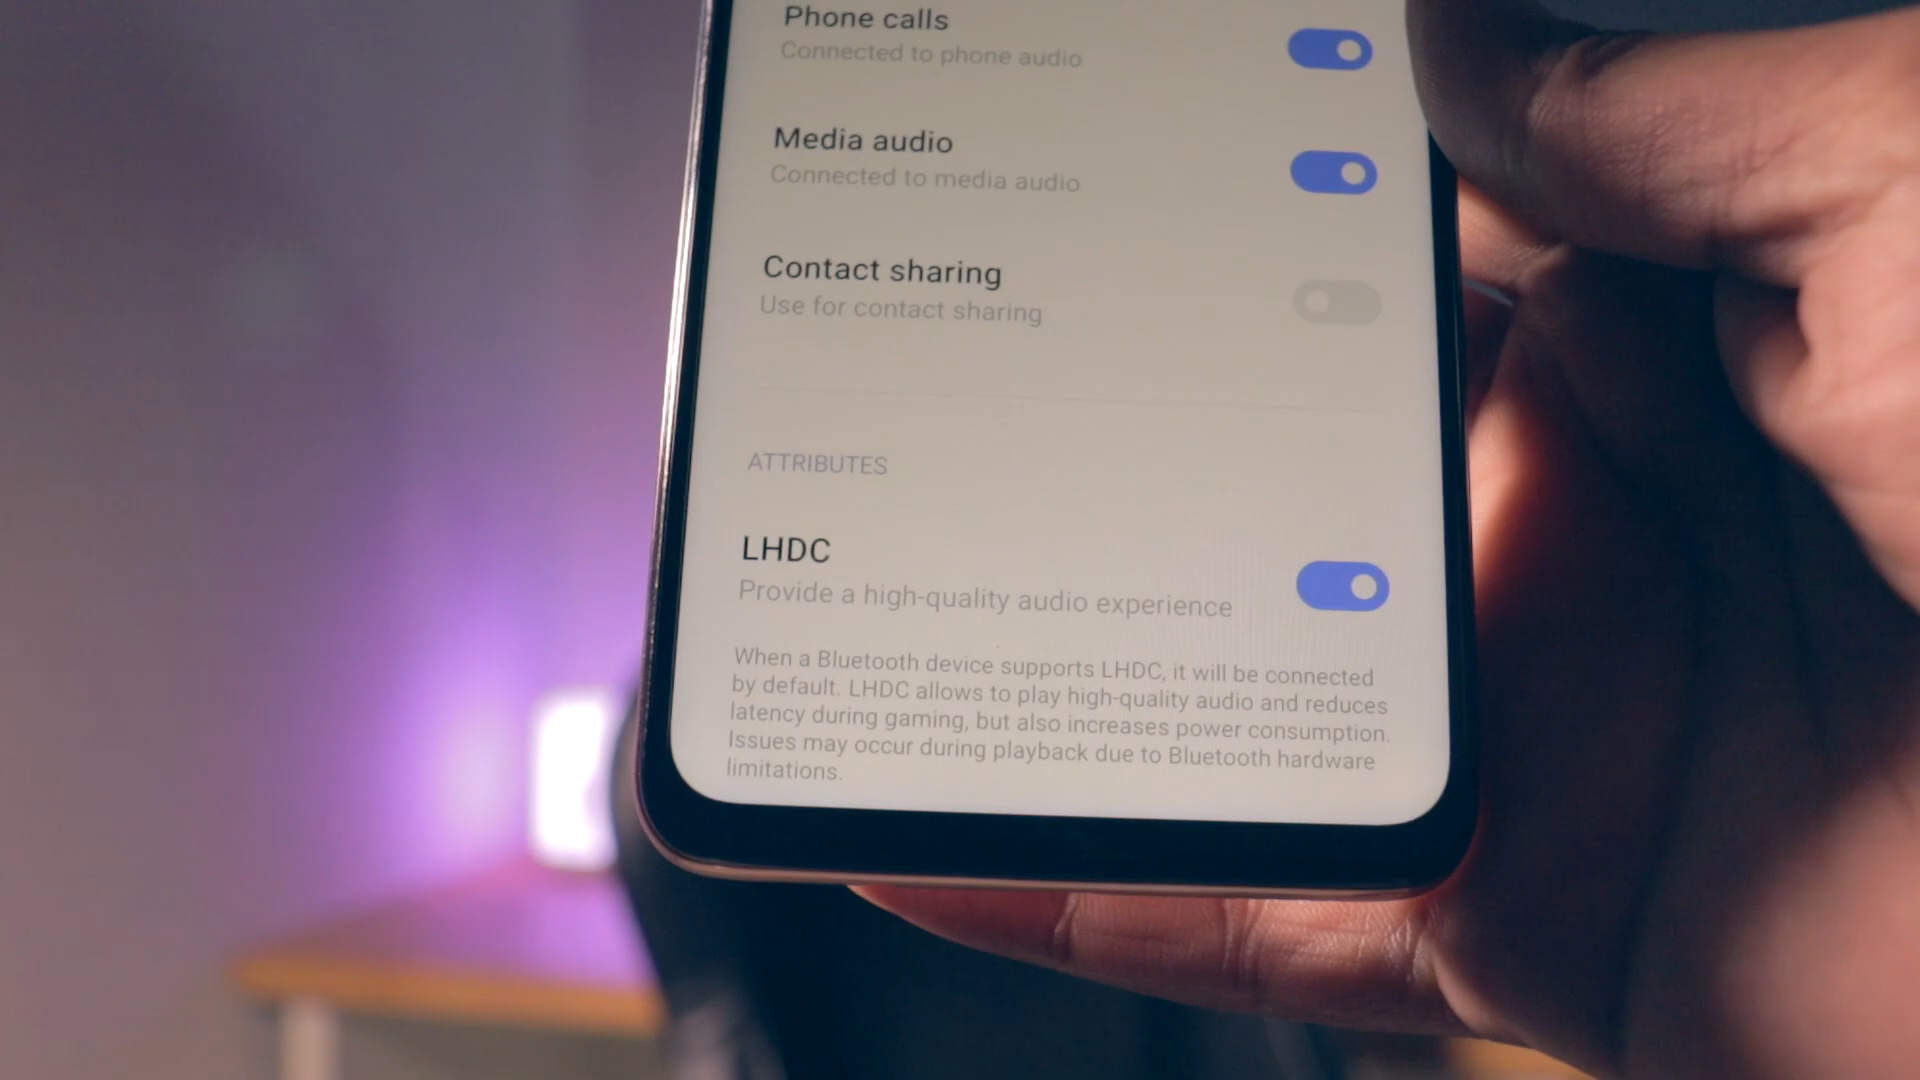 Phone calls
Connected to phone audio
Media audio
Connected to media audio
Contact sharing
Use for contact sharing
ATTRIBUTES
LHDC
Provide a high-quality audio experience
When a Bluetooth device supports LHDC, it will be connected
by default. LHDC allows to play high-quality audio and reduces
latency during gaming, but also increases power consumption.
Issues may occur during playback due to Bluetooth hardware
limitations.